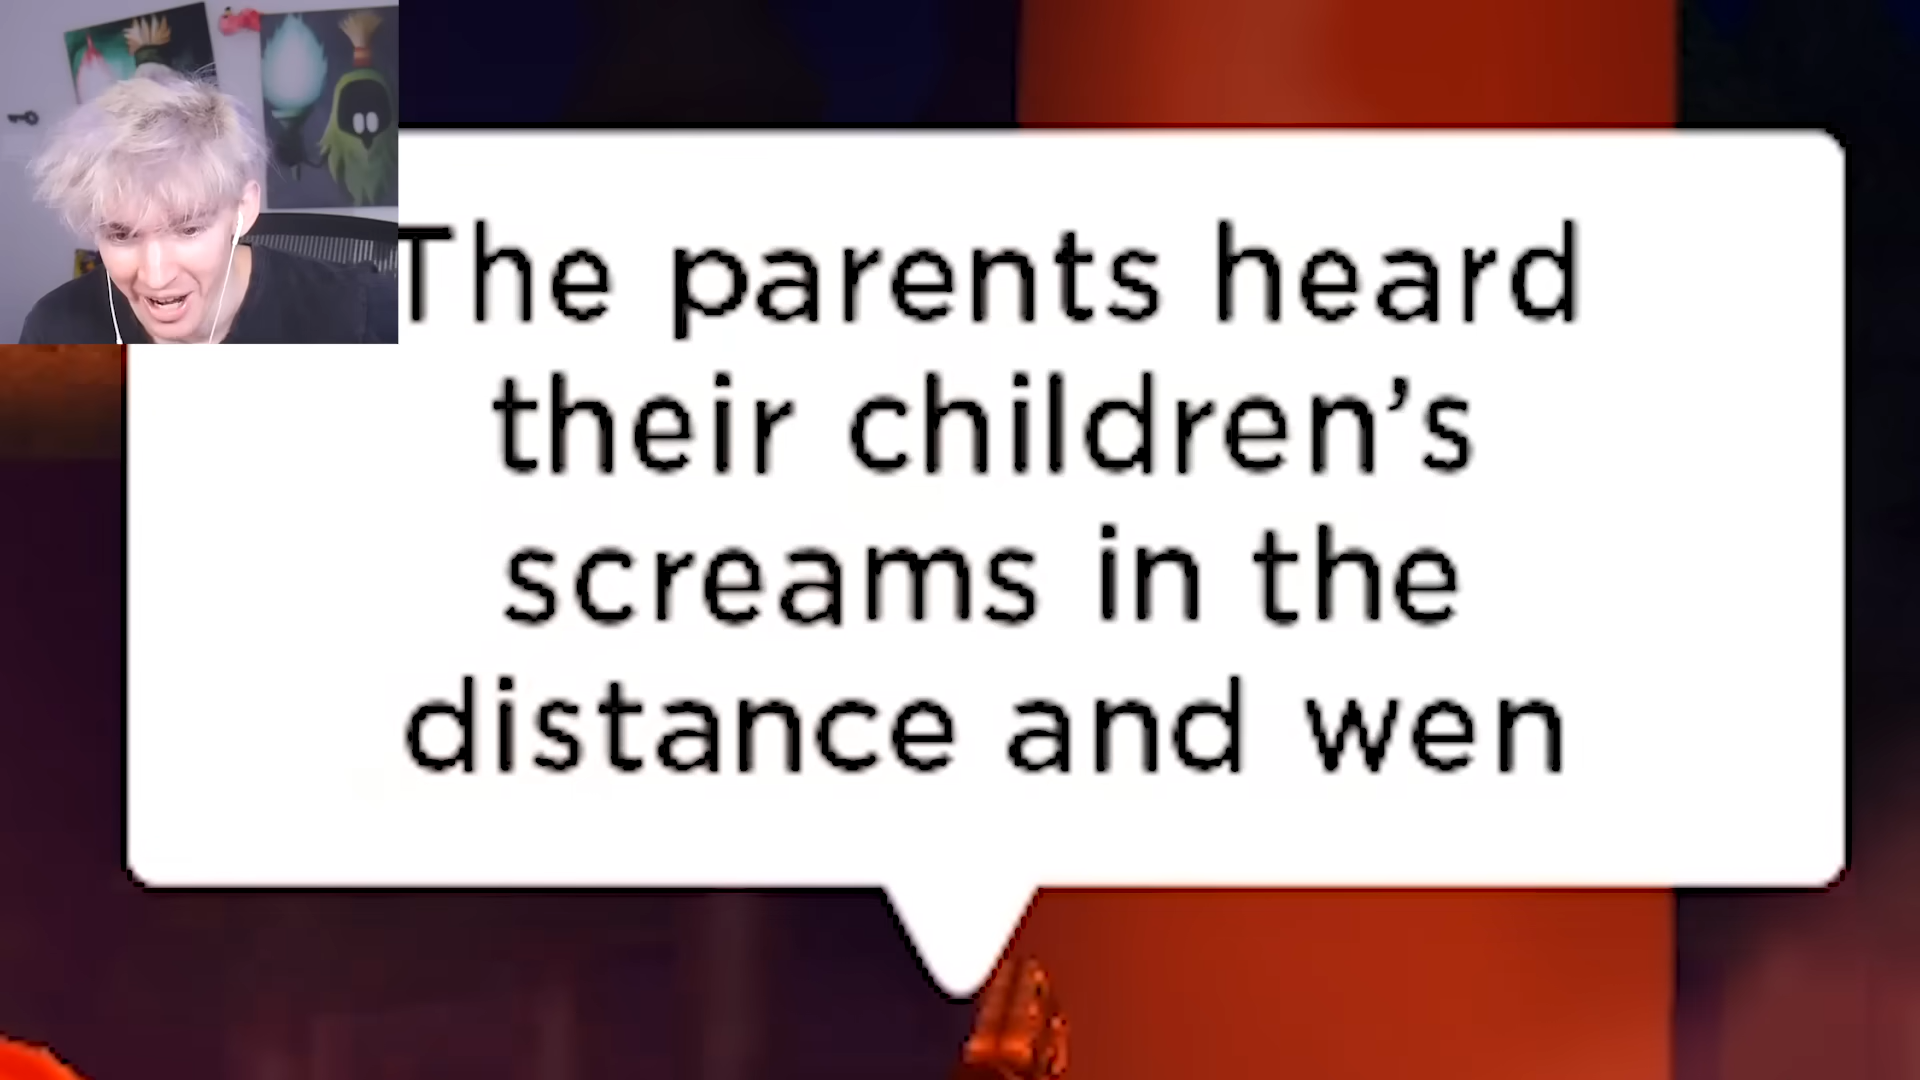 The parents heard
their children’s
screams in the
distance and wen